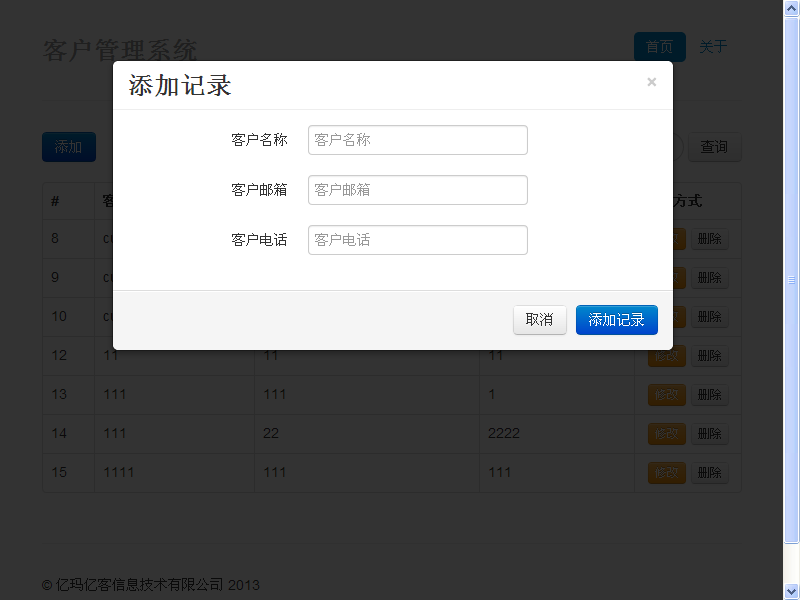 客户管理系统
首页 关于
添加记录 ×
客户名称 客户名称
客户邮箱 客户邮箱
客户电话 客户电话
取消 添加记录
添加 查询
# 方式
8 删除
9 删除
10 删除
12 11 11 11 修改 删除
13 111 111 1 修改 删除
14 111 22 2222 修改 删除
15 1111 111 111 修改 删除
© 亿玛亿客信息技术有限公司 2013